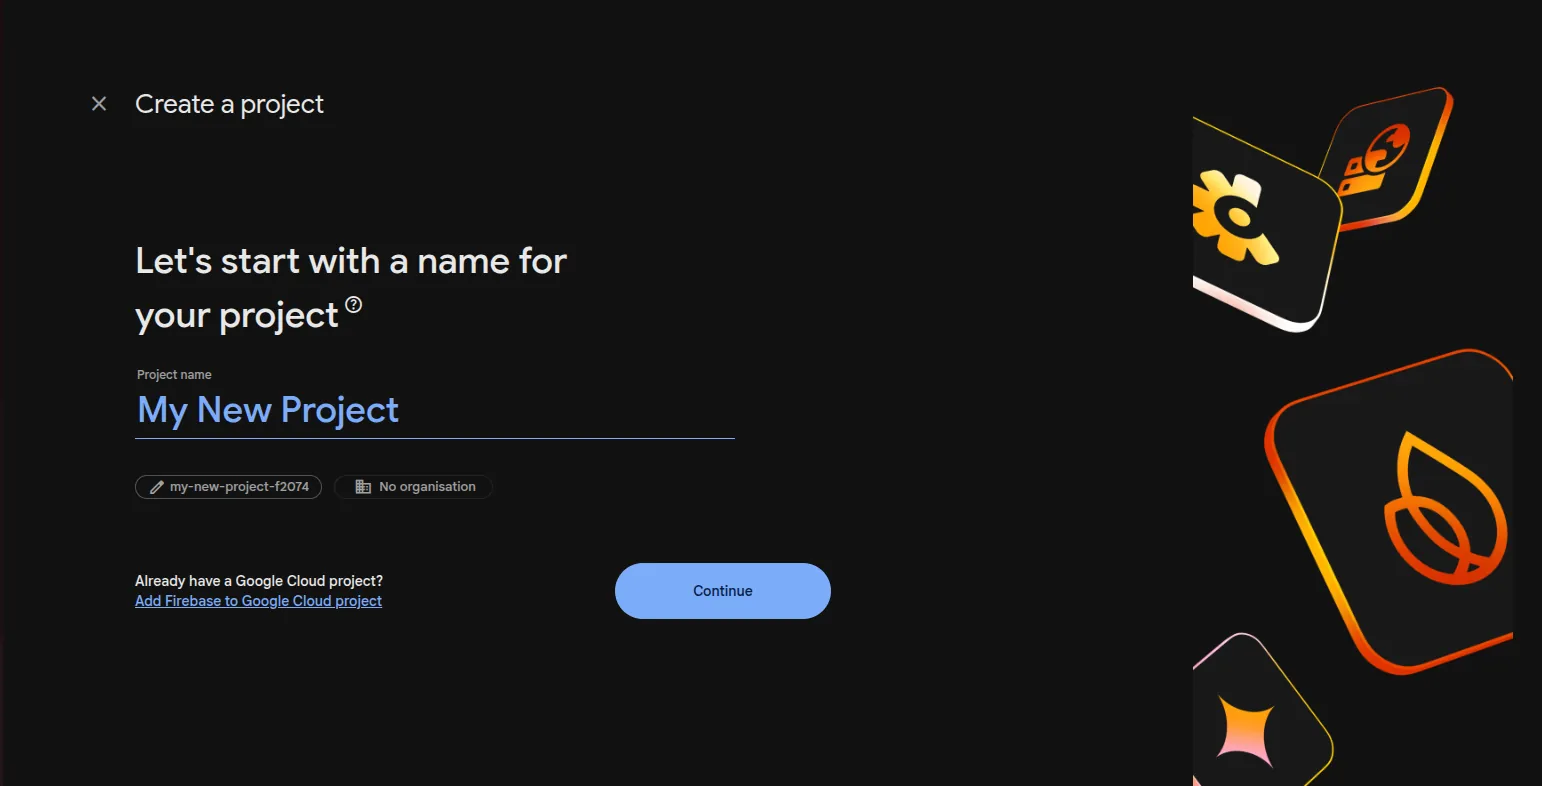 Create a project
Let's start with a name for
your project
Project name
My New Project
my-new-project-f2074
No organisation
Already have a Google Cloud project?
Add Firebase to Google Cloud project
Continue